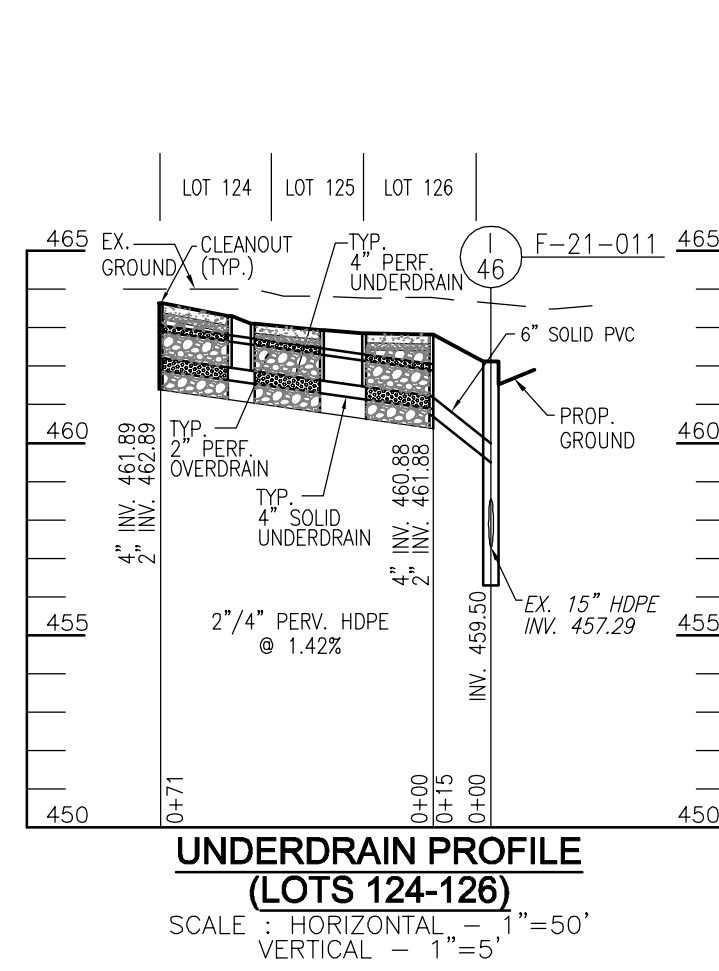 LOT 124
LOT 125
LOT 126
465
EX.
GROUND
CLEANOUT
(TYP.)
TYP.
4" PERF.
UNDERDRAIN
I
46
F-21-011
465
6" SOLID PVC
460
TYP.
2" PERF.
OVERDRAIN
PROP.
GROUND
460
4" INV. 461.89
2" INV. 462.89
TYP.
4" SOLID
UNDERDRAIN
4" INV. 460.88
2" INV. 461.88
455
2"/4" PERV. HDPE
@ 1.42%
INV. 459.50
EX. 15" HDPE
INV. 457.29
455
450
0+71
0+00
0+15
0+00
450
UNDERDRAIN PROFILE
(LOTS 124-126)
SCALE : HORIZONTAL - 1"=50'
VERTICAL - 1"=5'